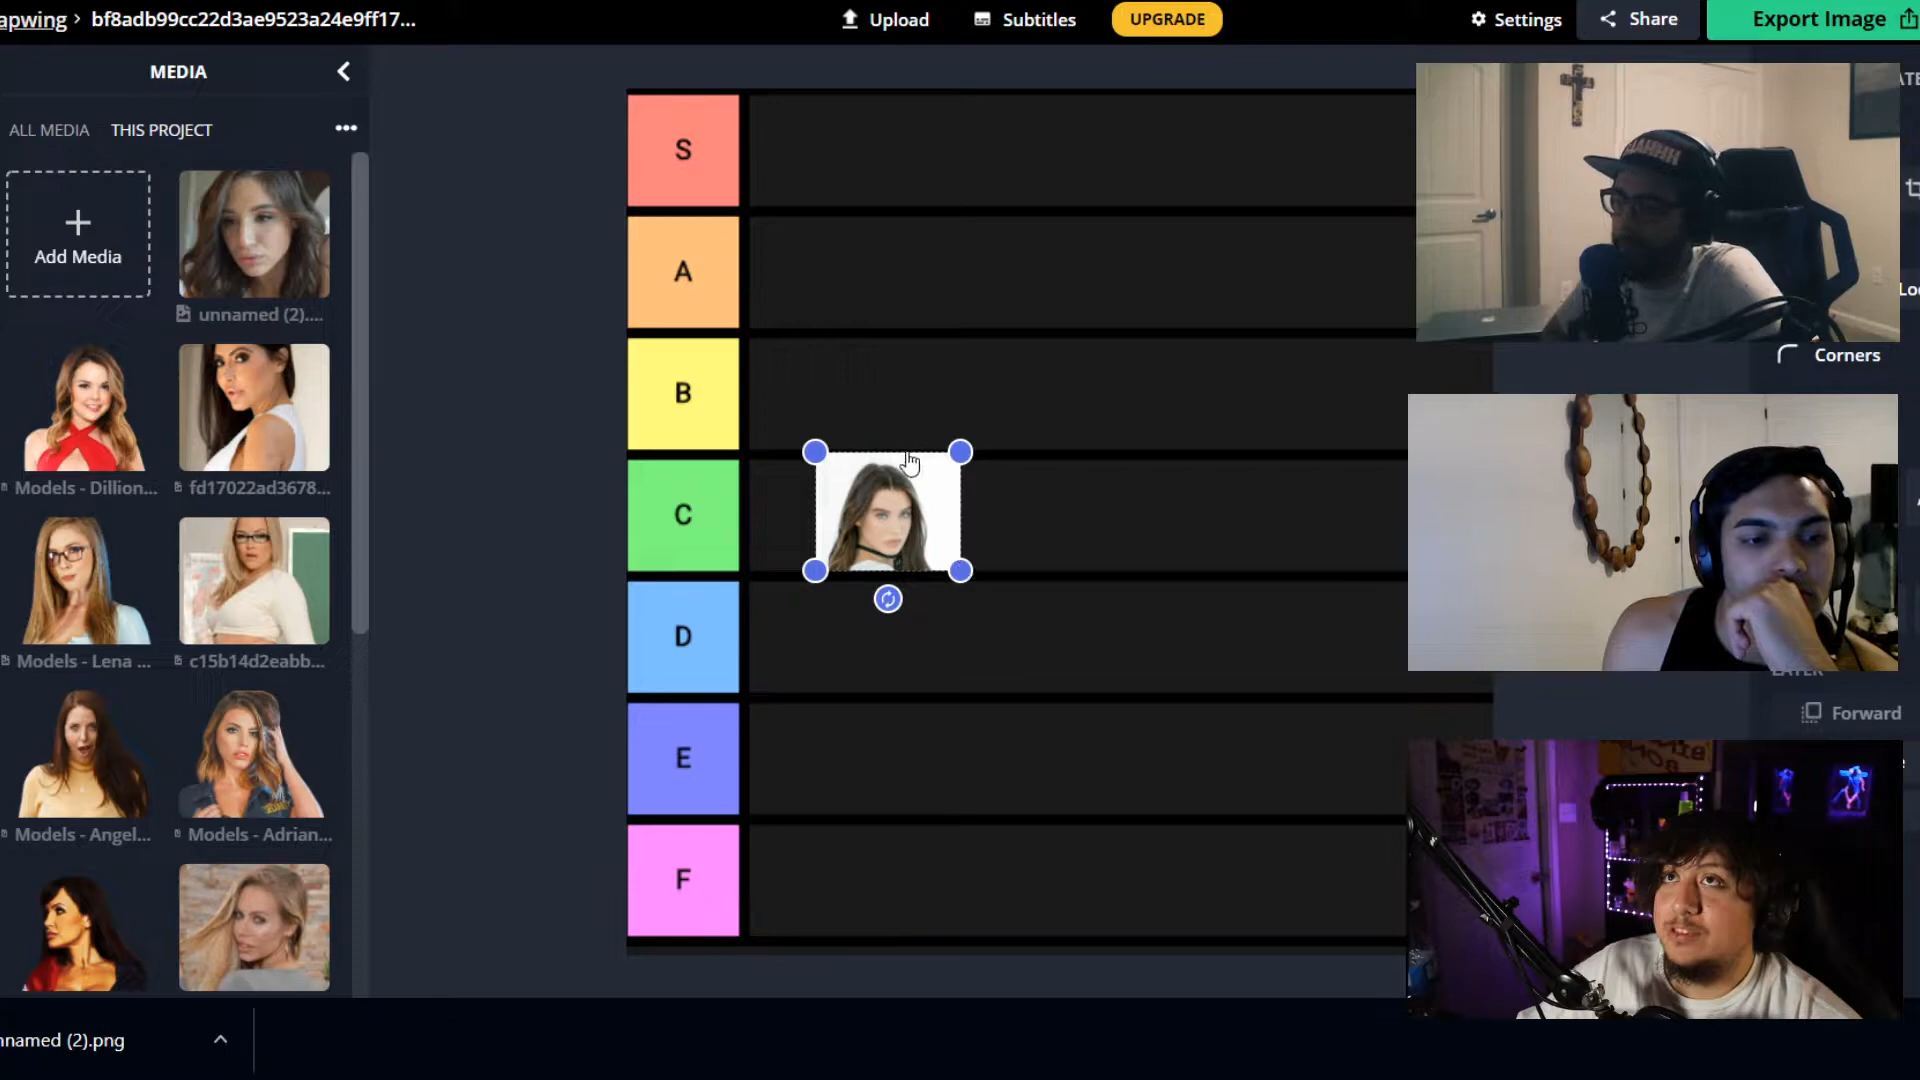 apwing > bf8adb99cc22d3ae9523a24e9ff17...
Upload
Subtitles
UPGRADE
Settings
Share
Export Image
MEDIA
ALL MEDIA
THIS PROJECT
Add Media
unnamed (2)....
Models - Dillion...
fd17022ad3678...
Models - Lena ...
c15b14d2eabb...
Models - Angel...
Models - Adrian...
nnamed (2).png
S
A
B
C
D
E
F
Corners
LAYER
Forward